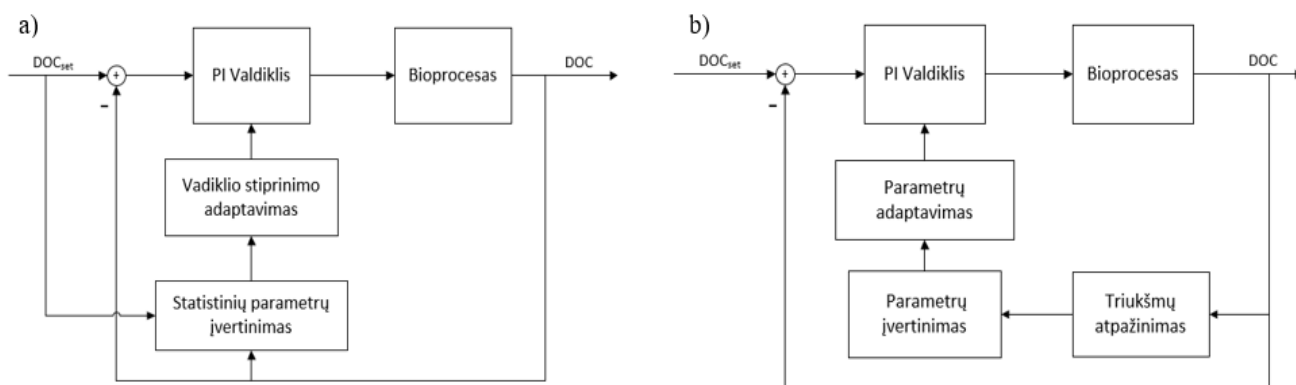 a)
DOCset
+
PI Valdiklis
Bioprocesas
DOC
−
Vadiklio stiprinimo
adaptavimas
Statistinių parametrų
įvertinimas
b)
DOCset
+
PI Valdiklis
Bioprocesas
DOC
−
Parametrų
adaptavimas
Parametrų
įvertinimas
Triukšmų
atpažinimas